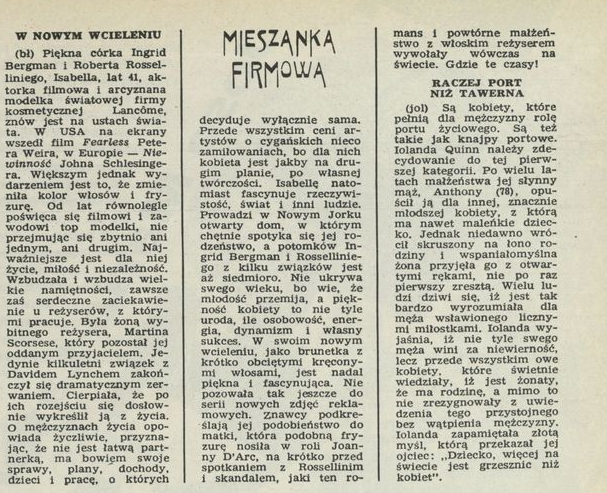 W NOWYM WCIELENIU
(bł) Piękna córka Ingrid
Bergman i Roberta Rossel-
liniego, Isabella, lat 41, ak-
torka filmowa i arcyznana
modelka światowej firmy
kosmetycznej Lancôme,
znów jest na ustach świa-
ta. W USA na ekrany
wszedł film Fearless Pete-
ra Weira, w Europie — Nie-
winność Johna Schlesinge-
ra. Większym jednak wy-
darzeniem jest to, że zmie-
niła kolor włosów i fry-
zurę. Od lat równolegle
poświęca się filmowi i za-
wodowi top modelki, nie
przejmując się zbytnio ani
jednym, ani drugim. Naj-
ważniejsze jest dla niej
życie, miłość i niezależność.
Wzbudzała i wzbudza wiel-
kie namiętności, zawsze
zaś serdeczne zaciekawie-
nie u reżyserów, z który-
mi pracuje. Była żoną wy-
bitnego reżysera, Martina
Scorsese, który pozostał jej
oddanym przyjacielem. Je-
dynie kilkuletni związek z
Davidem Lynchem zakoń-
czył się dramatycznym zer-
waniem. Cierpiała, że po
ich rozejściu się dosłow-
nie wykreślił ją z życia.
O mężczyznach życia opo-
wiada życzliwie, przyzna-
jąc, że nie jest łatwą part-
nerką, ma bowiem swoje
sprawy, plany, dochody,
dzieci i pracę, o których
MIESZANKA
FIRMOWA
decyduje wyłącznie sama.
Przede wszystkim ceni ar-
tystów o cygańskich nieco
zamiłowaniach, bo dla nich
kobieta jest jakby na dru-
gim planie, po własnej
twórczości. Isabellę nato-
miast fascynuje rzeczywi-
stość, świat i inni ludzie.
Prowadzi w Nowym Jorku
otwarty dom, w którym
chętnie spotyka się jej ro-
dzeństwo, a potomków In-
grid Bergman i Rossellinie-
go z kilku związków jest
aż siedmioro. Nie ukrywa
swego wieku, bo wie, że
młodość przemija, a pięk-
ność kobiety to nie tyle
uroda, ile osobowość, ener-
gia, dynamizm i własny
sukces. W swoim nowym
wcieleniu, jako brunetka z
krótko obciętymi kręcony-
mi włosami, jest nadal
piękna i fascynująca. Nie
pozowała tak jeszcze do
serii nowych zdjęć rekla-
mowych. Znawcy podkre-
ślają jej podobieństwo do
matki, która podobną fry-
zurę nosiła w roli Joan-
ny D'Arc, na krótko przed
spotkaniem z Rossellinim
i skandalem, jaki ten ro-
mans i powtórne małżeń-
stwo z włoskim reżyserem
wywołały wówczas na
świecie. Gdzie te czasy!
RACZEJ PORT
NIŻ TAWERNA
(jol) Są kobiety, które
pełnią dla mężczyzny rolę
portu życiowego. Są też
takie jak knajpy portowe.
Iolanda Quinn należy zde-
cydowanie do tej pierw-
szej kategorii. Po wielu la-
tach małżeństwa jej słynny
mąż, Anthony (78), opu-
ścił ją dla innej, znacznie
młodszej kobiety, z którą
ma nawet maleńkie dziec-
ko. Jednak niedawno wró-
cił skruszony na łono ro-
dziny i wspaniałomyślna
żona przyjęła go z otwar-
tymi rękami, nie po raz
pierwszy zresztą. Wielu lu-
dzi dziwi się, iż jest tak
bardzo wyrozumiała dla
męża wsławionego liczny-
mi miłostkami. Iolanda wy-
jaśnia, iż nie tyle swego
męża wini za niewierność,
lecz przede wszystkim owe
kobiety, które świetnie
wiedziały, iż jest żonaty,
że ma rodzinę, a mimo to
nie zrezygnowały z uwie-
dzenia tego przystojnego
bez wątpienia mężczyzny.
Iolanda zapamiętała złotą
myśl, którą przekazał jej
ojciec: „Dziecko, więcej na
świecie jest grzesznic niż
kobiet".